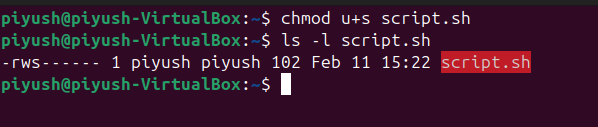 piyush@piyush-VirtualBox:~$ chmod u+s script.sh
piyush@piyush-VirtualBox:~$ ls -l script.sh
-rws------ 1 piyush piyush 102 Feb 11 15:22 script.sh
piyush@piyush-VirtualBox:~$